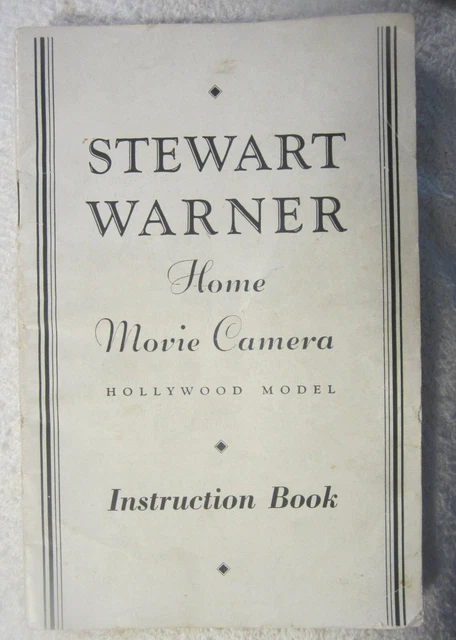 STEWART
WARNER
Home
Movie Camera
HOLLYWOOD MODEL
Instruction Book